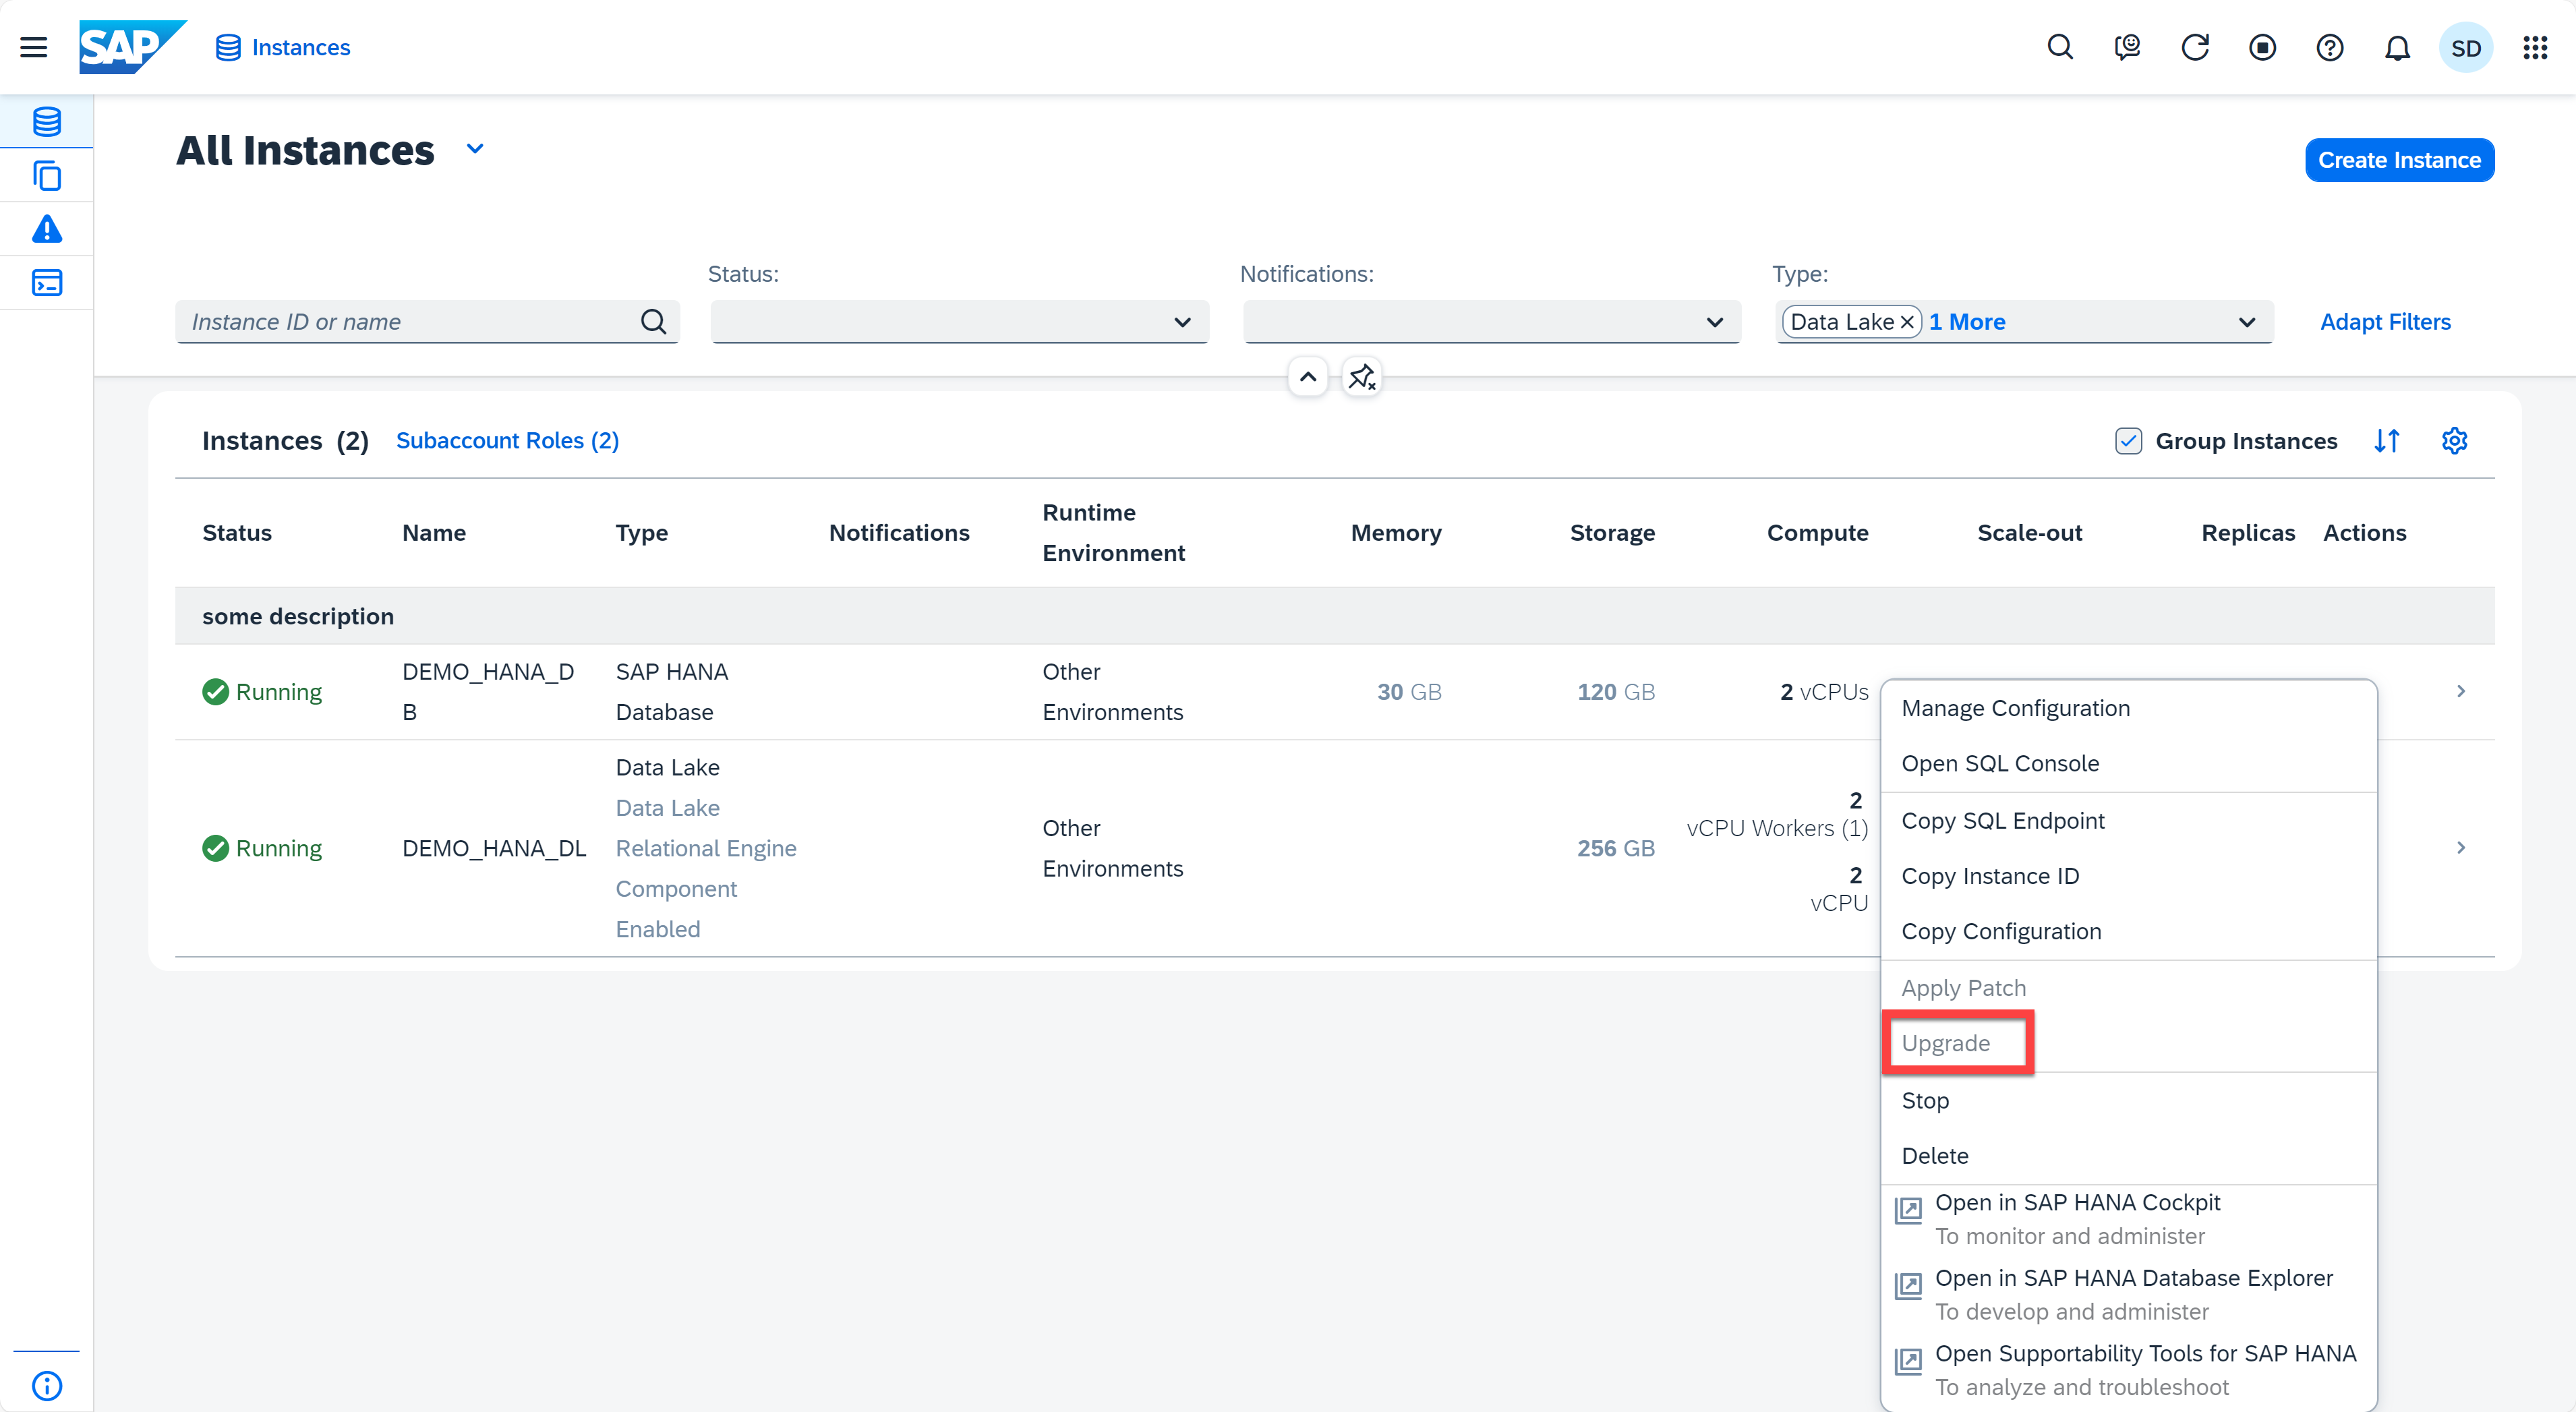 SAP Instances
SD
All Instances
Create Instance
Status:
Notifications:
Type:
Instance ID or name
Data Lake 1 More
Adapt Filters
Instances (2) Subaccount Roles (2)
Group Instances
Status Name Type Notifications Runtime Environment Memory Storage Compute Scale-out Replicas Actions
some description
Running
DEMO_HANA_D
B
SAP HANA
Database
Other
Environments
30 GB
120 GB
2 vCPUs
Running
DEMO_HANA_DL
Data Lake
Data Lake
Relational Engine
Component
Enabled
Other
Environments
256 GB
2
vCPU Workers (1)
2
vCPU
Manage Configuration
Open SQL Console
Copy SQL Endpoint
Copy Instance ID
Copy Configuration
Apply Patch
Upgrade
Stop
Delete
Open in SAP HANA Cockpit
To monitor and administer
Open in SAP HANA Database Explorer
To develop and administer
Open Supportability Tools for SAP HANA
To analyze and troubleshoot